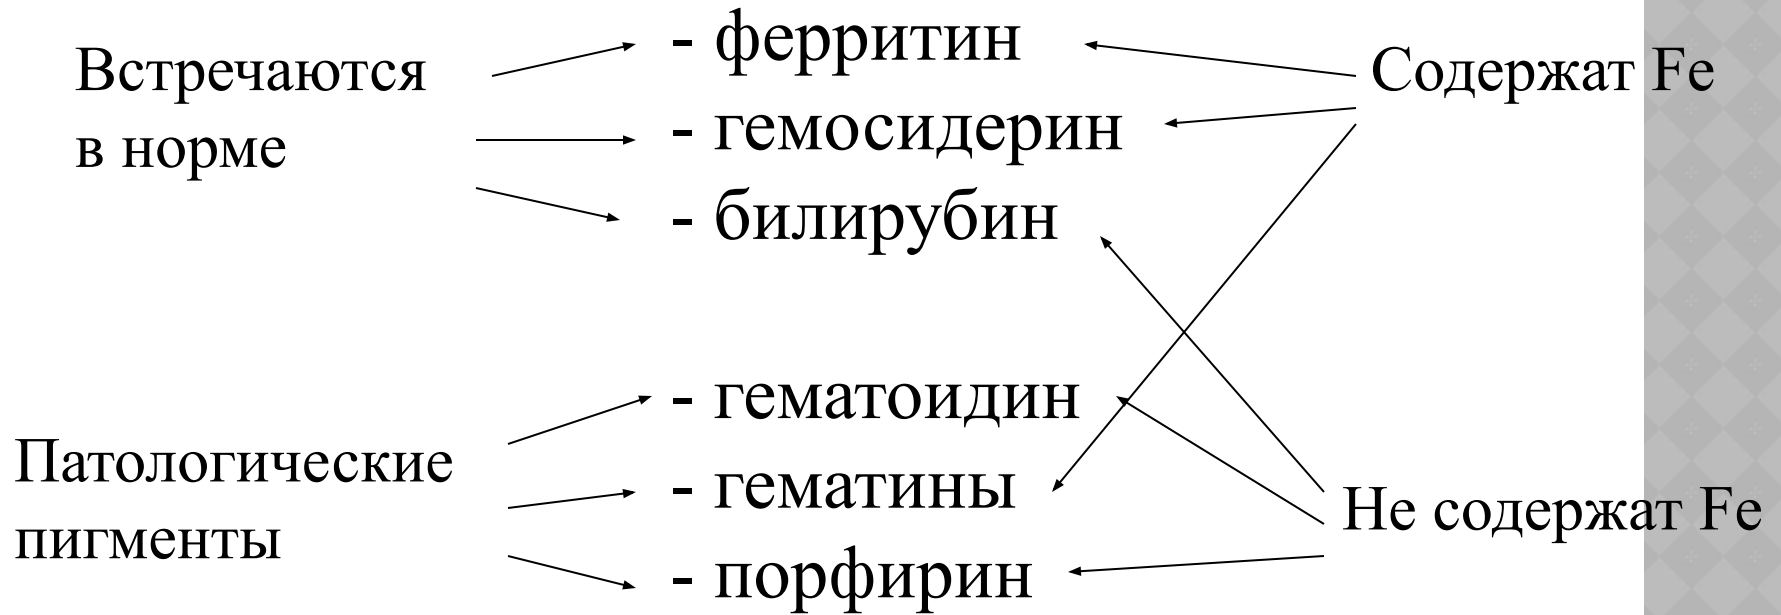 Встречаются
в норме
- ферритин
- гемосидерин
- билирубин
Содержат Fe
Патологические
пигменты
- гематоидин
- гематины
- порфирин
Не содержат Fe